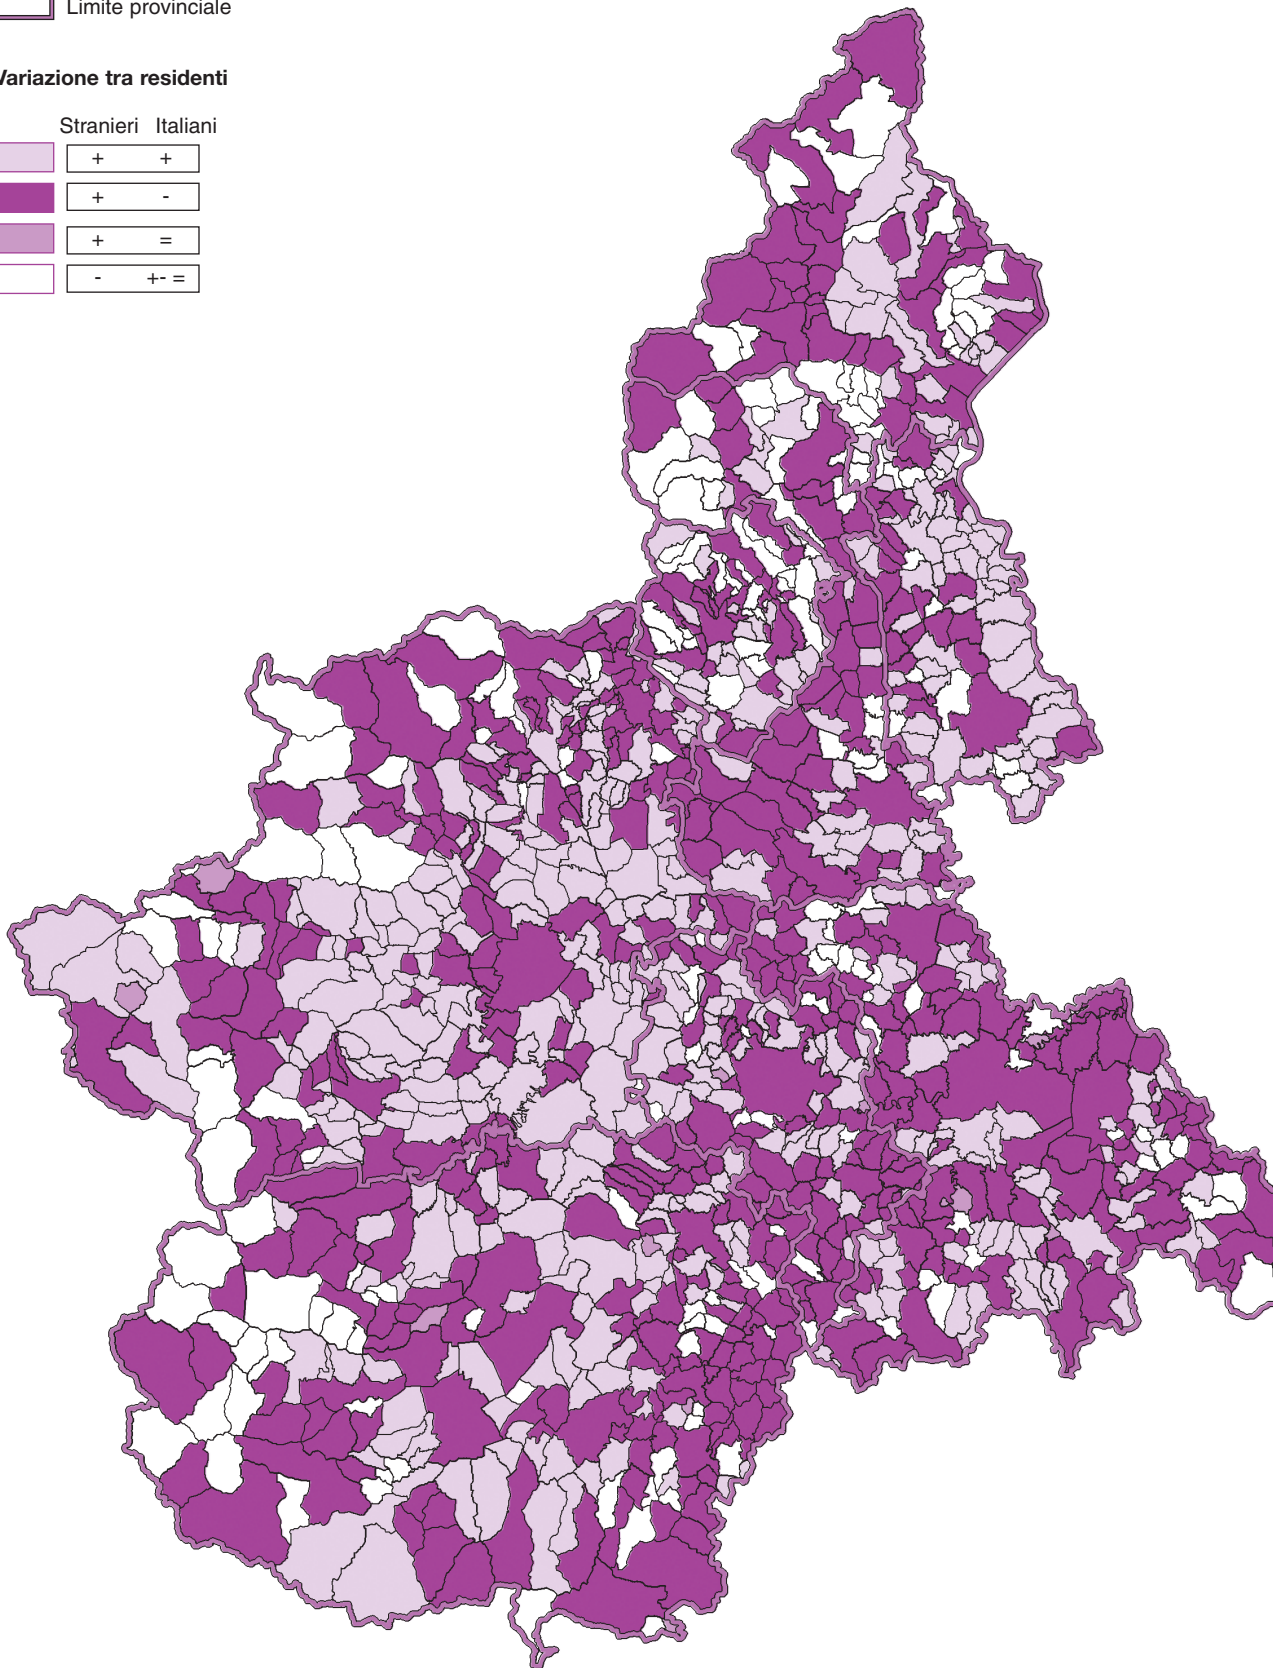 Limite provinciale
Variazione tra residenti
Stranieri Italiani
+ +
+ -
+ =
- +- =